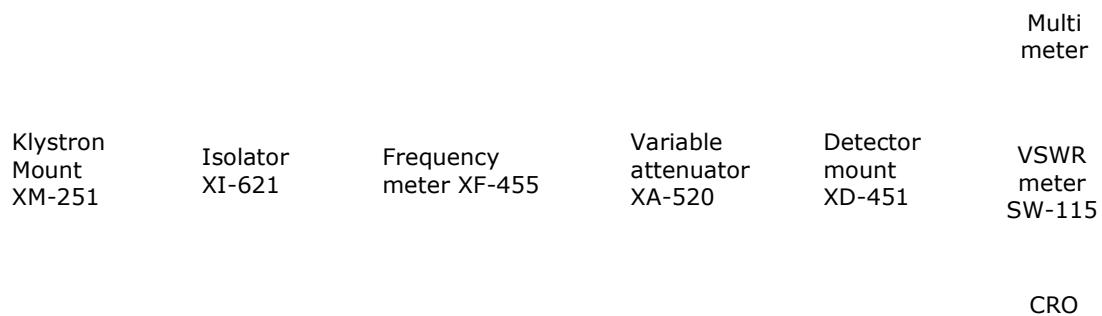 Multi
meter
Klystron
Mount
XM-251
Isolator
XI-621
Frequency
meter XF-455
Variable
attenuator
XA-520
Detector
mount
XD-451
VSWR
meter
SW-115
CRO